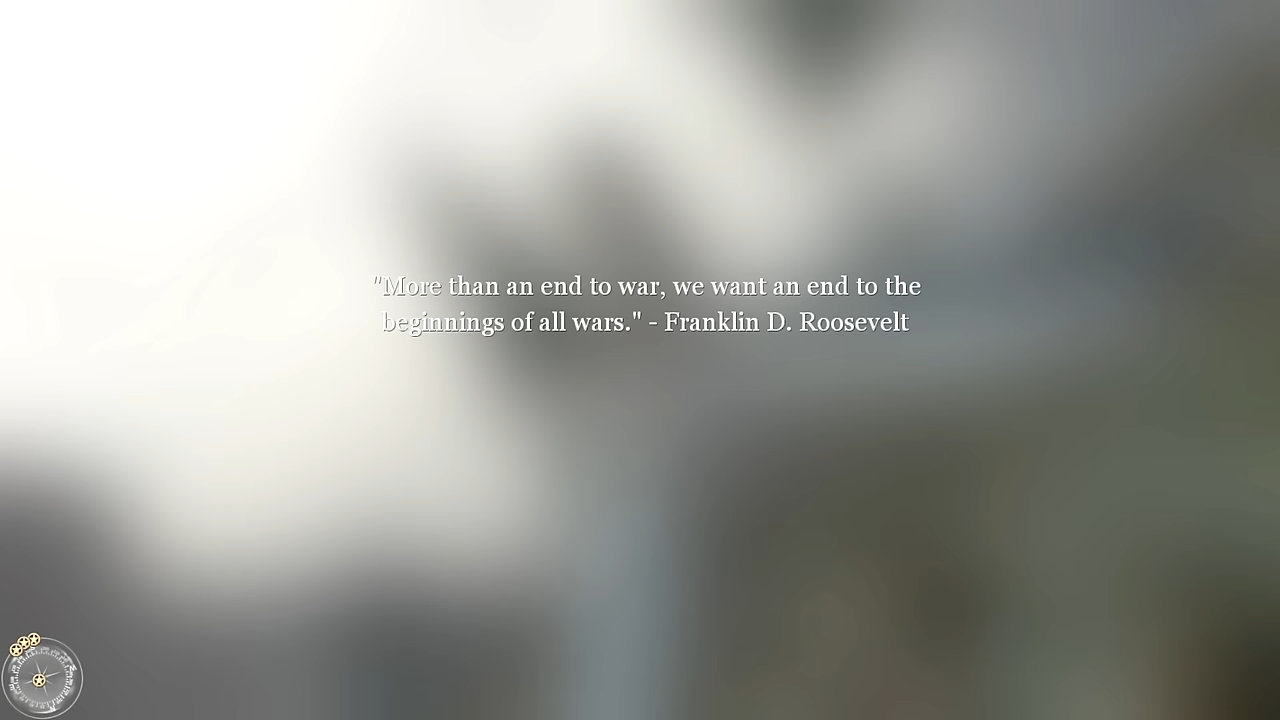 "More than an end to war, we want an end to the
beginnings of all wars." - Franklin D. Roosevelt